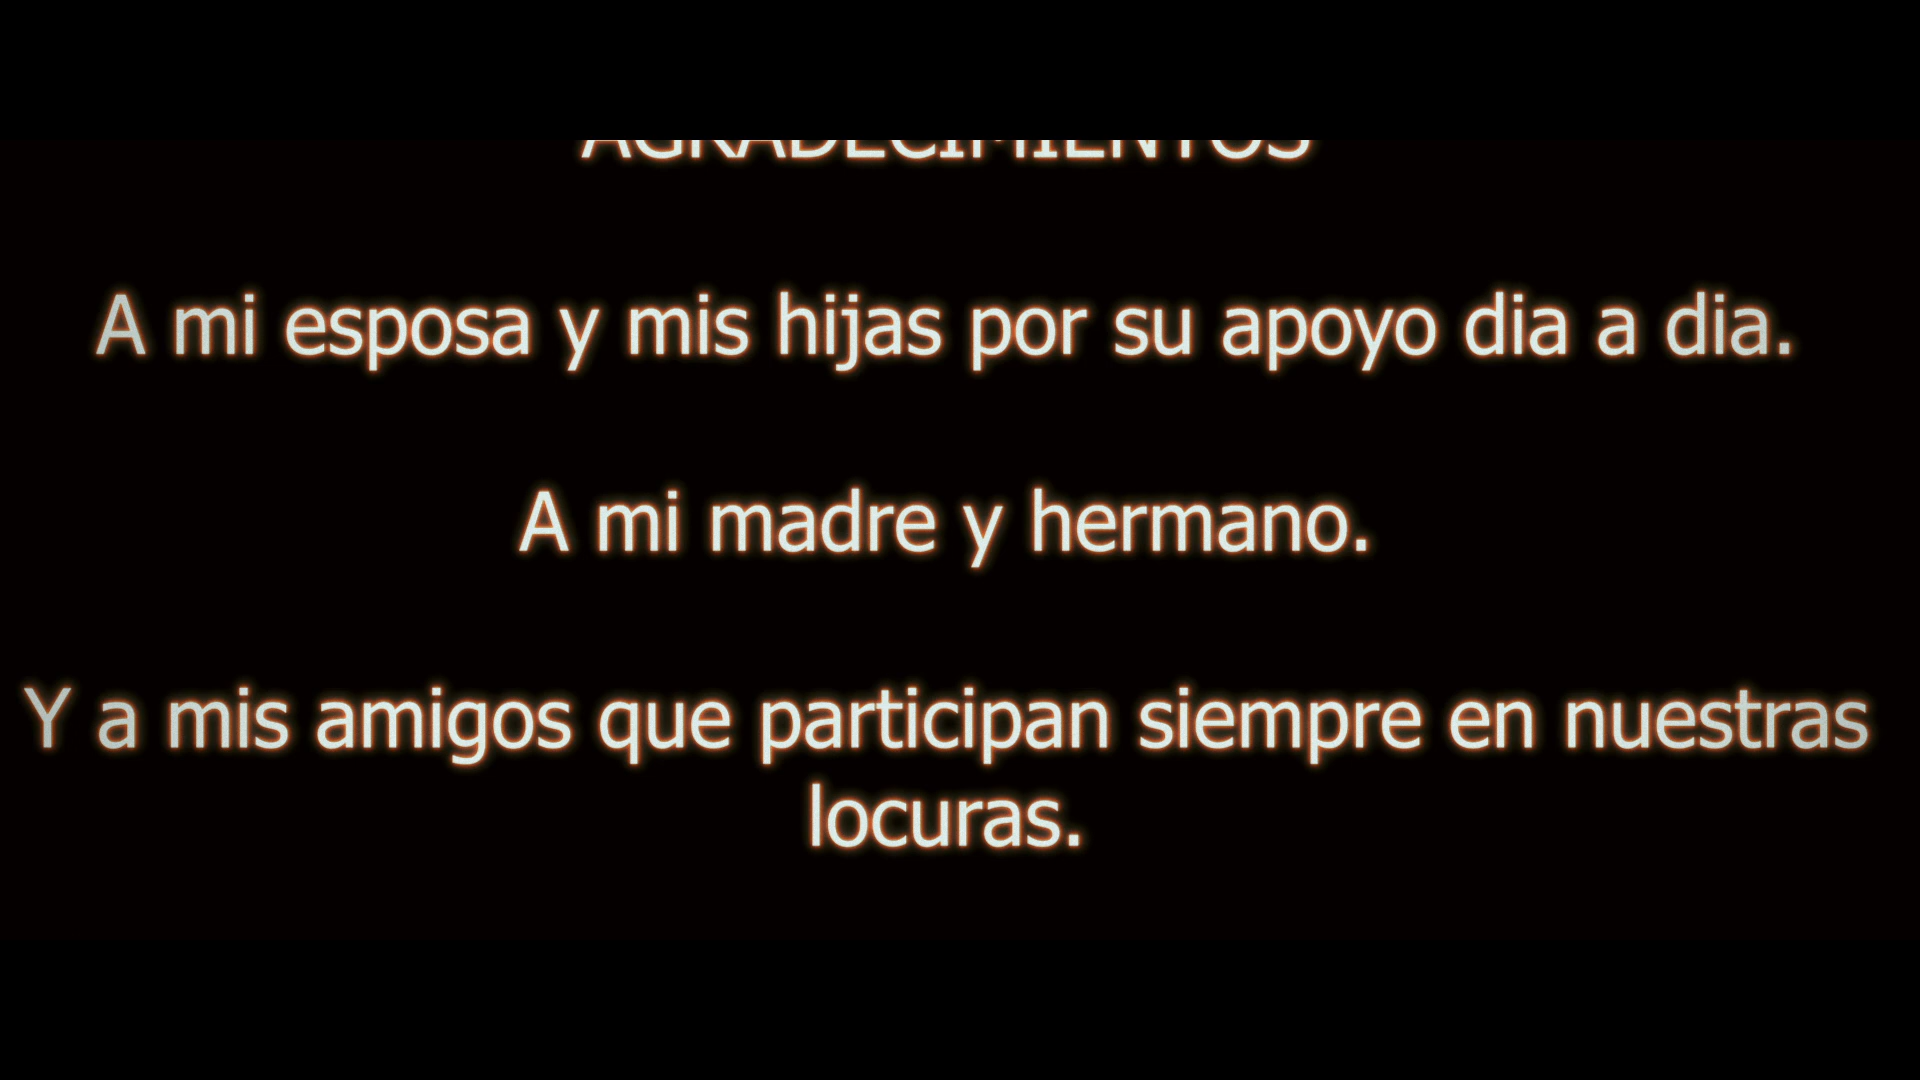 AGRADECIMIENTOS
A mi esposa y mis hijas por su apoyo dia a dia.
A mi madre y hermano.
Y a mis amigos que participan siempre en nuestras
locuras.